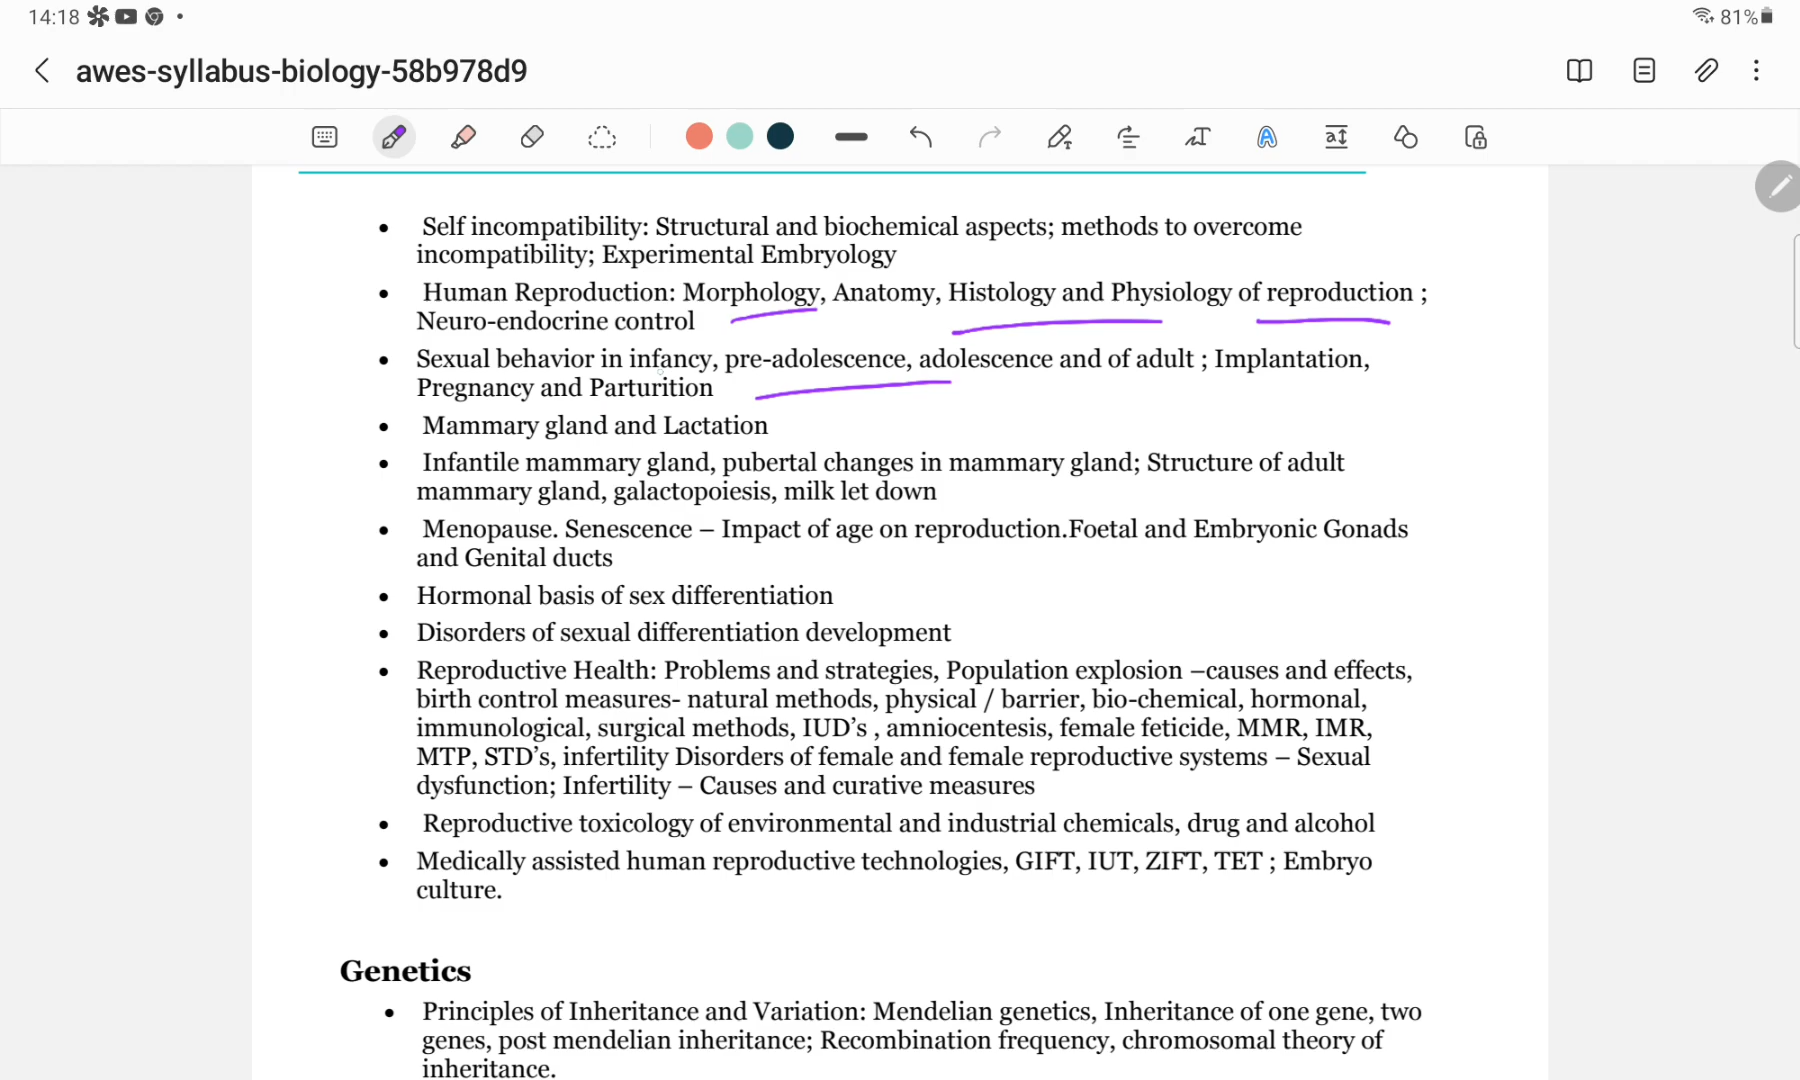 14:18
81%
awes-syllabus-biology-58b978d9
Self incompatibility: Structural and biochemical aspects; methods to overcome
incompatibility; Experimental Embryology
Human Reproduction: Morphology, Anatomy, Histology and Physiology of reproduction ;
Neuro-endocrine control
Sexual behavior in infancy, pre-adolescence, adolescence and of adult ; Implantation,
Pregnancy and Parturition
Mammary gland and Lactation
Infantile mammary gland, pubertal changes in mammary gland; Structure of adult
mammary gland, galactopoiesis, milk let down
Menopause. Senescence – Impact of age on reproduction.Foetal and Embryonic Gonads
and Genital ducts
Hormonal basis of sex differentiation
Disorders of sexual differentiation development
Reproductive Health: Problems and strategies, Population explosion –causes and effects,
birth control measures- natural methods, physical / barrier, bio-chemical, hormonal,
immunological, surgical methods, IUD’s , amniocentesis, female feticide, MMR, IMR,
MTP, STD’s, infertility Disorders of female and female reproductive systems – Sexual
dysfunction; Infertility – Causes and curative measures
Reproductive toxicology of environmental and industrial chemicals, drug and alcohol
Medically assisted human reproductive technologies, GIFT, IUT, ZIFT, TET ; Embryo
culture.
Genetics
Principles of Inheritance and Variation: Mendelian genetics, Inheritance of one gene, two
genes, post mendelian inheritance; Recombination frequency, chromosomal theory of
inheritance.